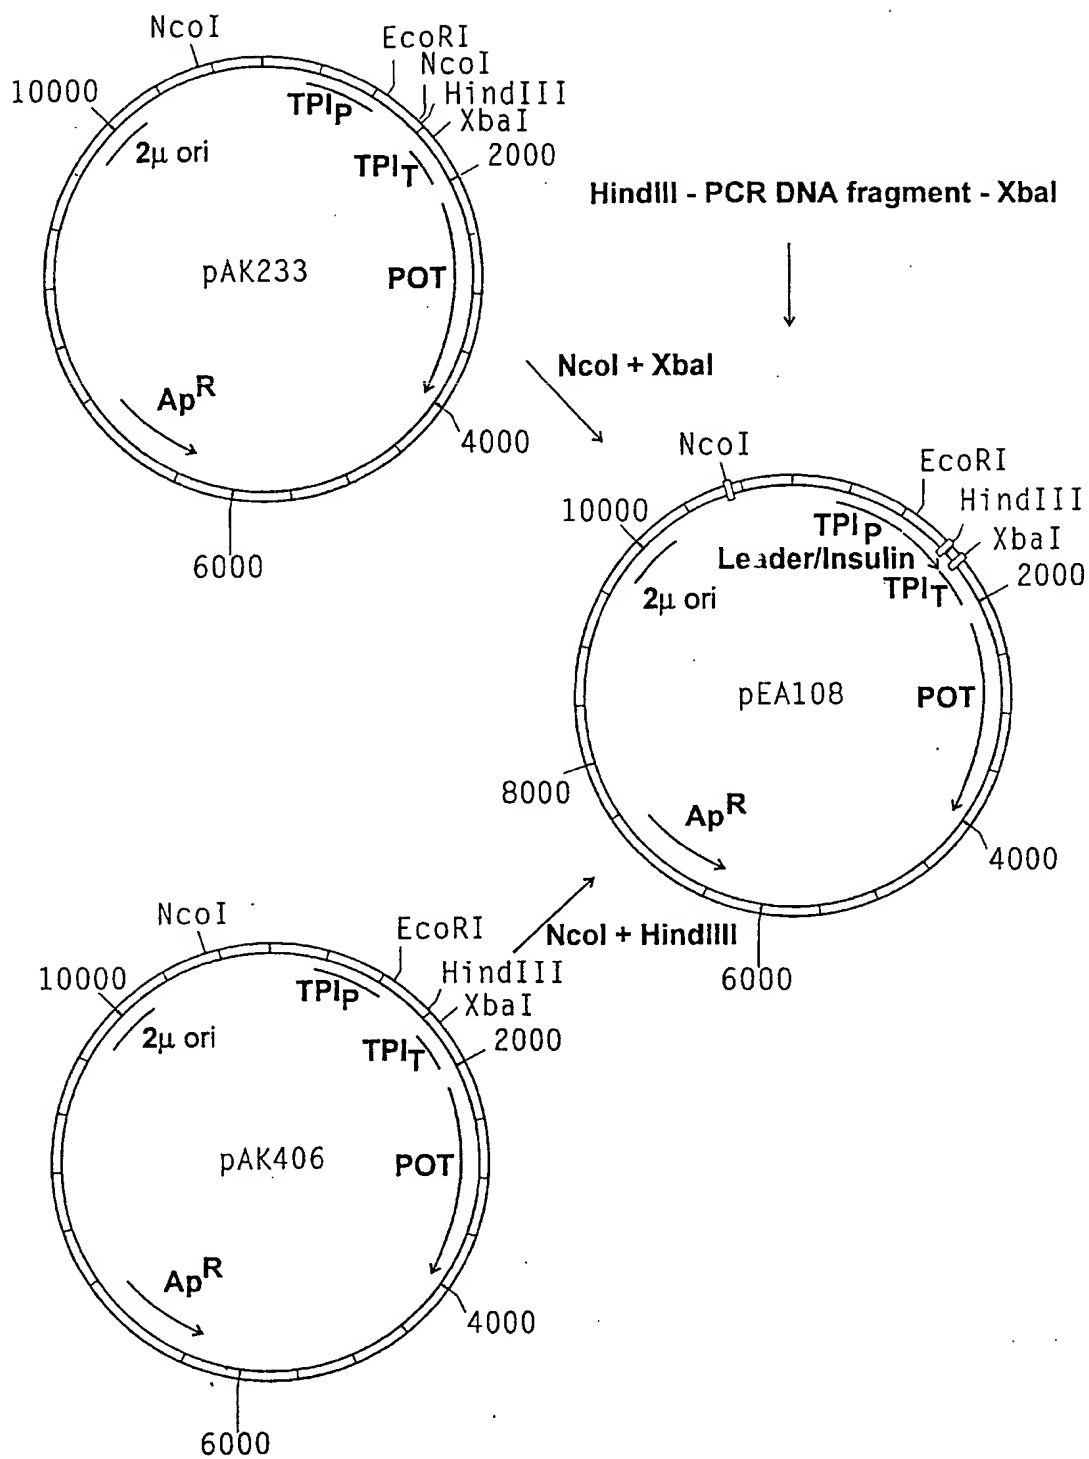 NcoI
EcoRI
NcoI
HindIII
XbaI
10000
TPIP
2µ ori
TPIT
2000
HindIII - PCR DNA fragment - XbaI
pAK233
POT
NcoI + XbaI
ApR
4000
6000
NcoI
EcoRI
HindIII
XbaI
10000
TPIP
Leader/Insulin
TPIT
2000
2µ ori
pEA108
POT
8000
ApR
4000
6000
NcoI + HindIIII
NcoI
EcoRI
HindIII
XbaI
10000
TPIP
2µ ori
TPIT
2000
pAK406
POT
ApR
4000
6000